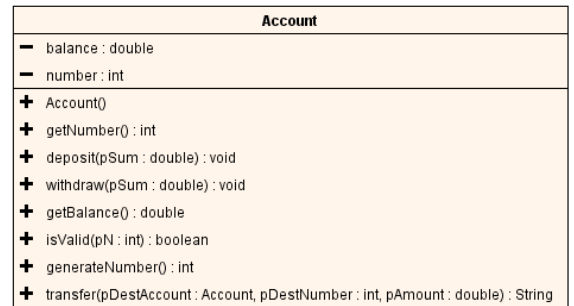 Account
- balance : double
- number : int
+ Account()
+ getNumber() : int
+ deposit(pSum : double) : void
+ withdraw(pSum : double) : void
+ getBalance() : double
+ isValid(pN : int) : boolean
+ generateNumber() : int
+ transfer(pDestAccount : Account, pDestNumber : int, pAmount : double) : String